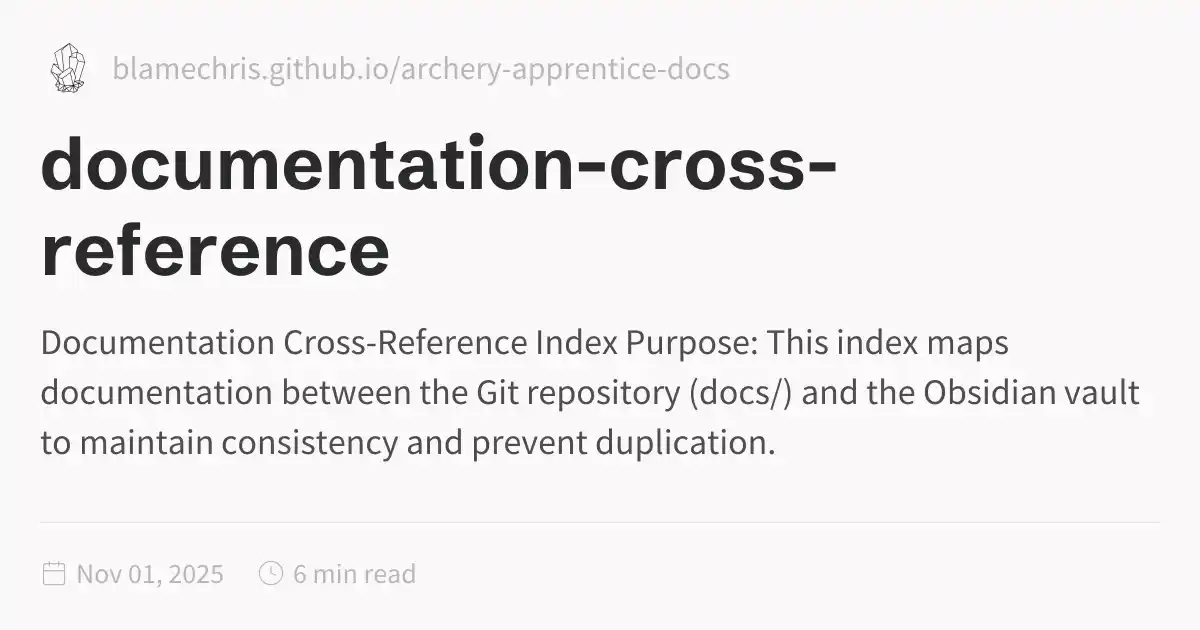 blamechris.github.io/archery-apprentice-docs
documentation-cross-
reference
Documentation Cross-Reference Index Purpose: This index maps
documentation between the Git repository (docs/) and the Obsidian vault
to maintain consistency and prevent duplication.
Nov 01, 2025 6 min read